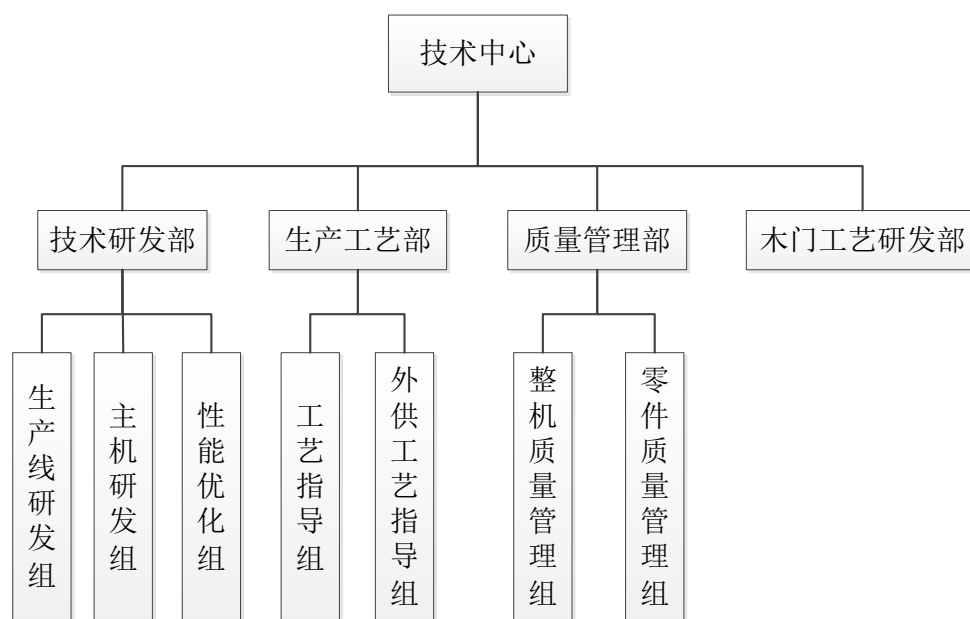 技术中心
技术研发部
生产工艺部
质量管理部
木门工艺研发部
生产线研发组
主机研发组
性能优化组
工艺指导组
外供工艺指导组
整机质量管理组
零件质量管理组